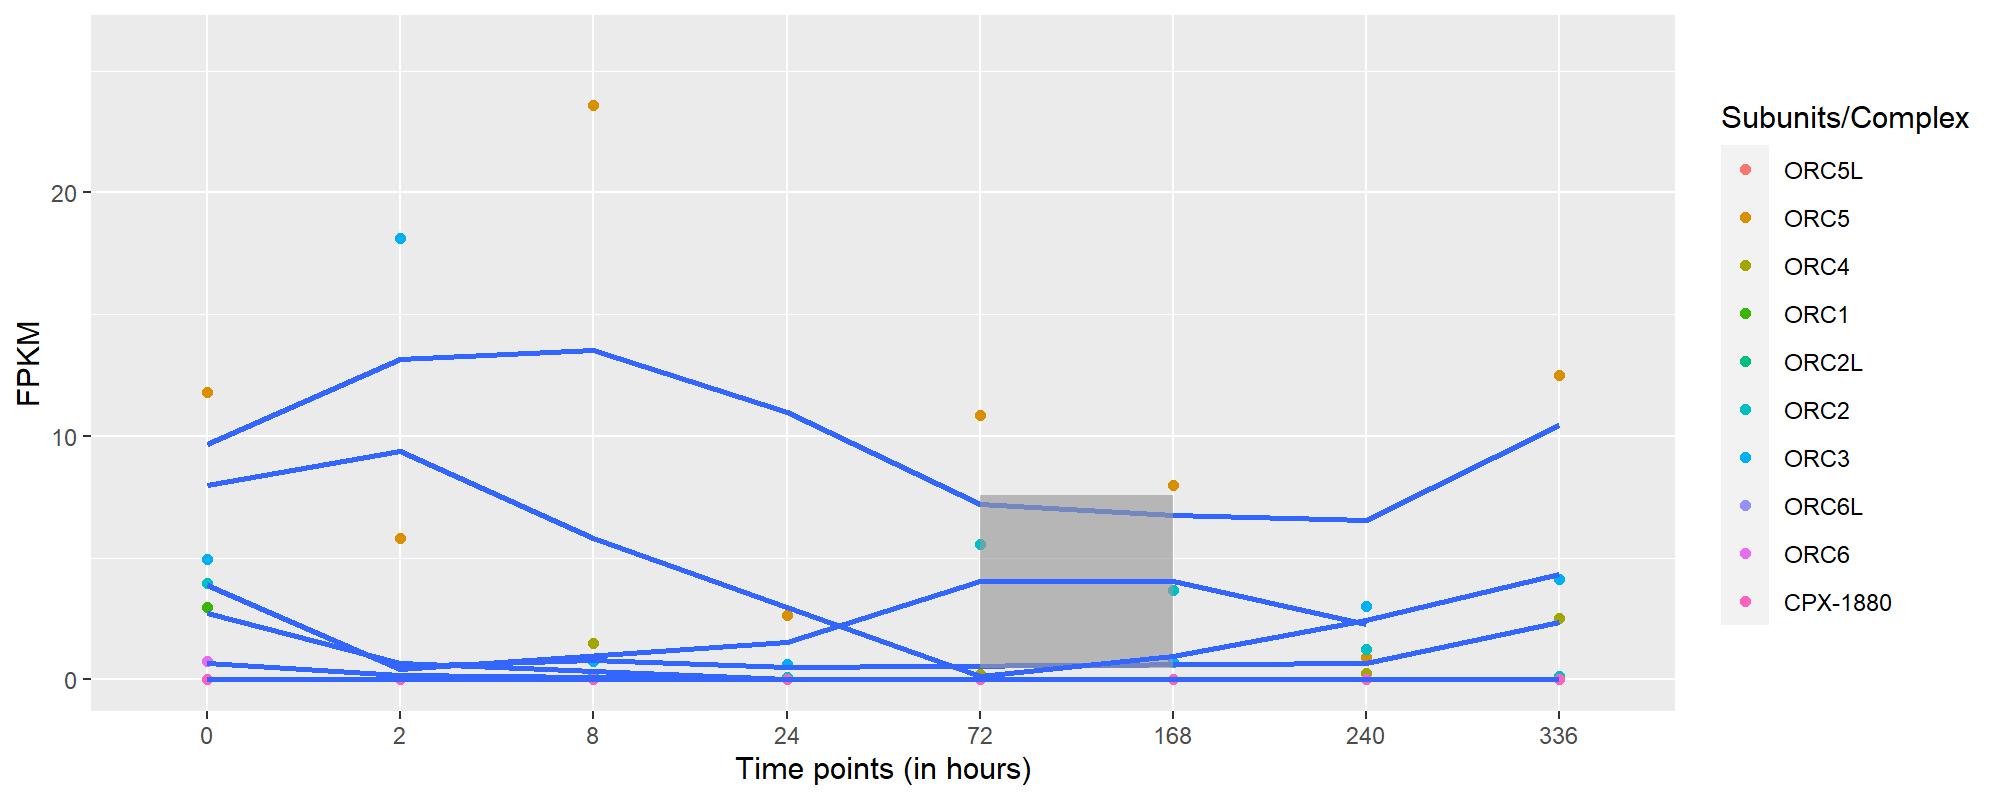 20
10
0
FPKM
0 2 8 24 72 168 240 336
Time points (in hours)
Subunits/Complex
ORC5L
ORC5
ORC4
ORC1
ORC2L
ORC2
ORC3
ORC6L
ORC6
CPX-1880